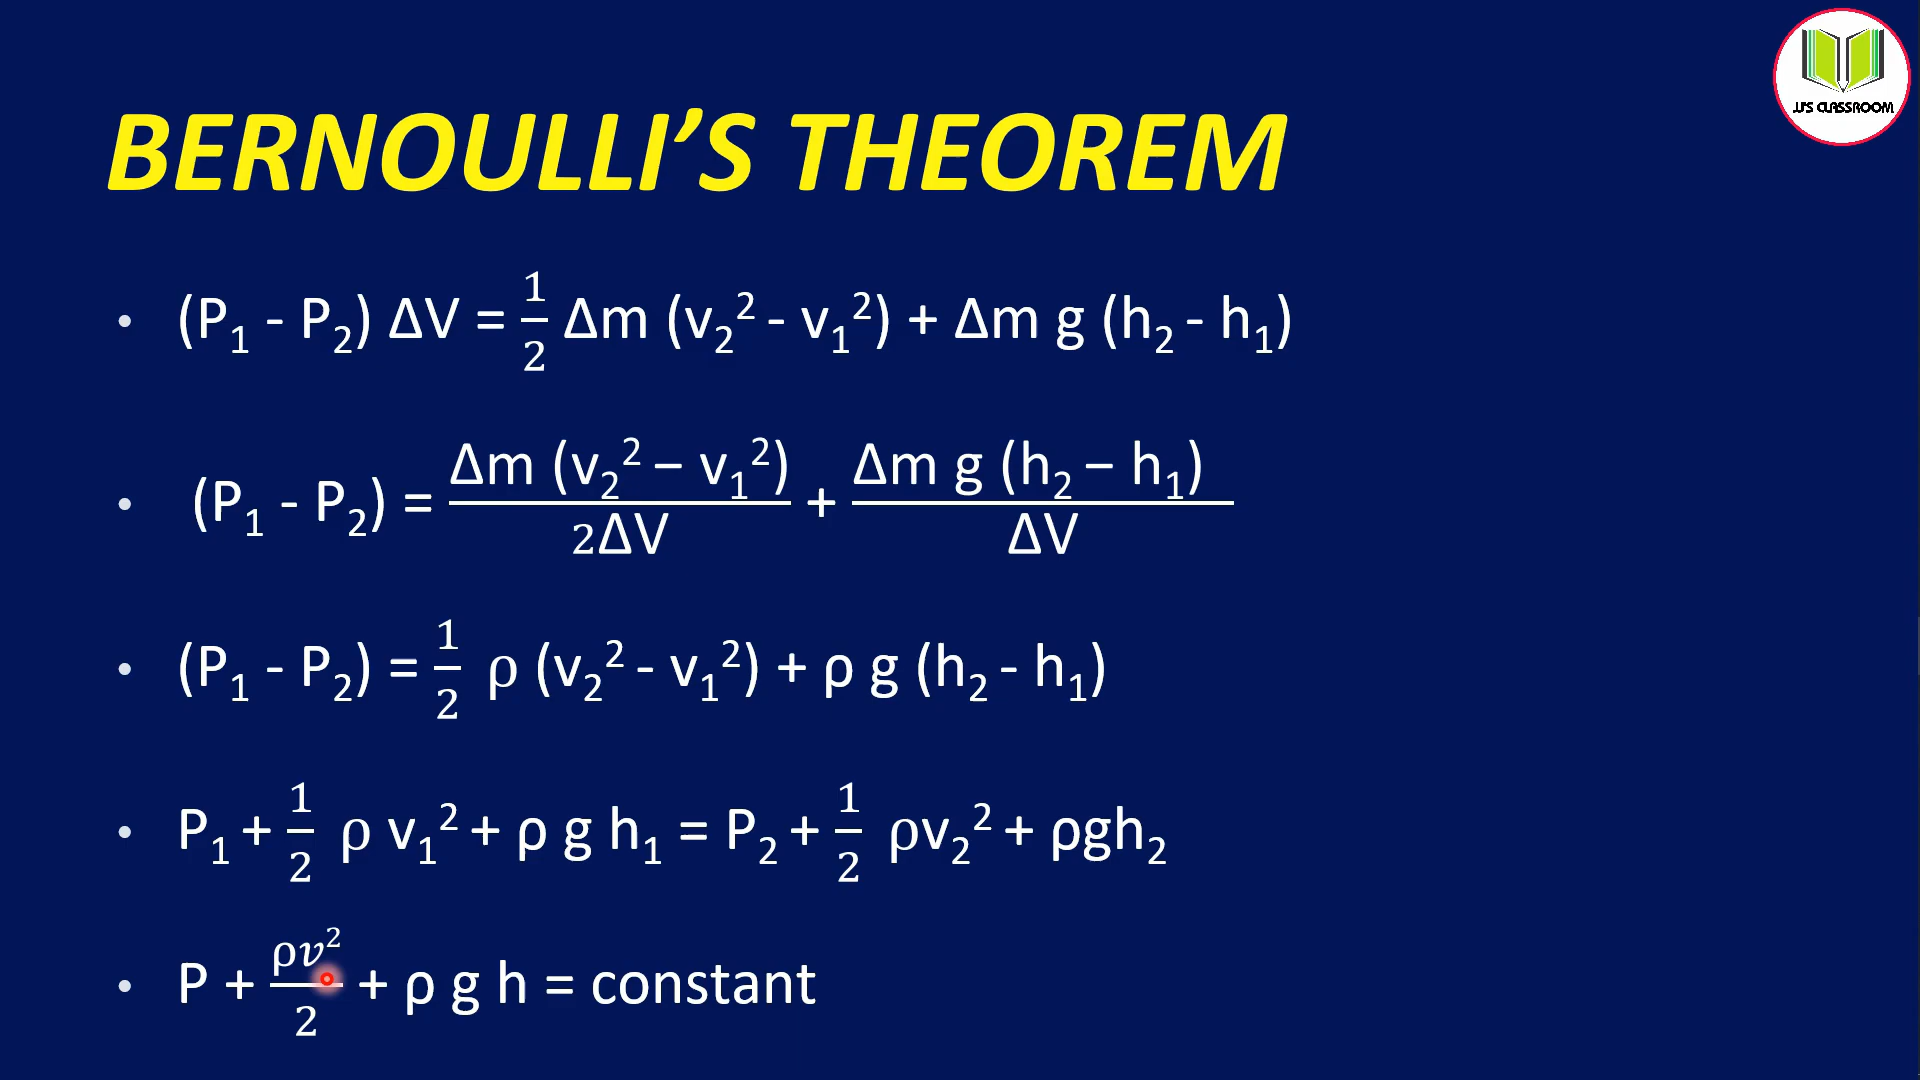 JJ'S CLASSROOM
BERNOULLI'S THEOREM
• (P₁ - P₂) ΔV = 1/2 Δm (v₂² - v₁²) + Δm g (h₂ - h₁)
• (P₁ - P₂) = Δm (v₂² – v₁²)/2ΔV + Δm g (h₂ – h₁)/ΔV
• (P₁ - P₂) = 1/2 ρ (v₂² - v₁²) + ρ g (h₂ - h₁)
• P₁ + 1/2 ρ v₁² + ρ g h₁ = P₂ + 1/2 ρv₂² + ρgh₂
• P + ρv²/2 + ρ g h = constant